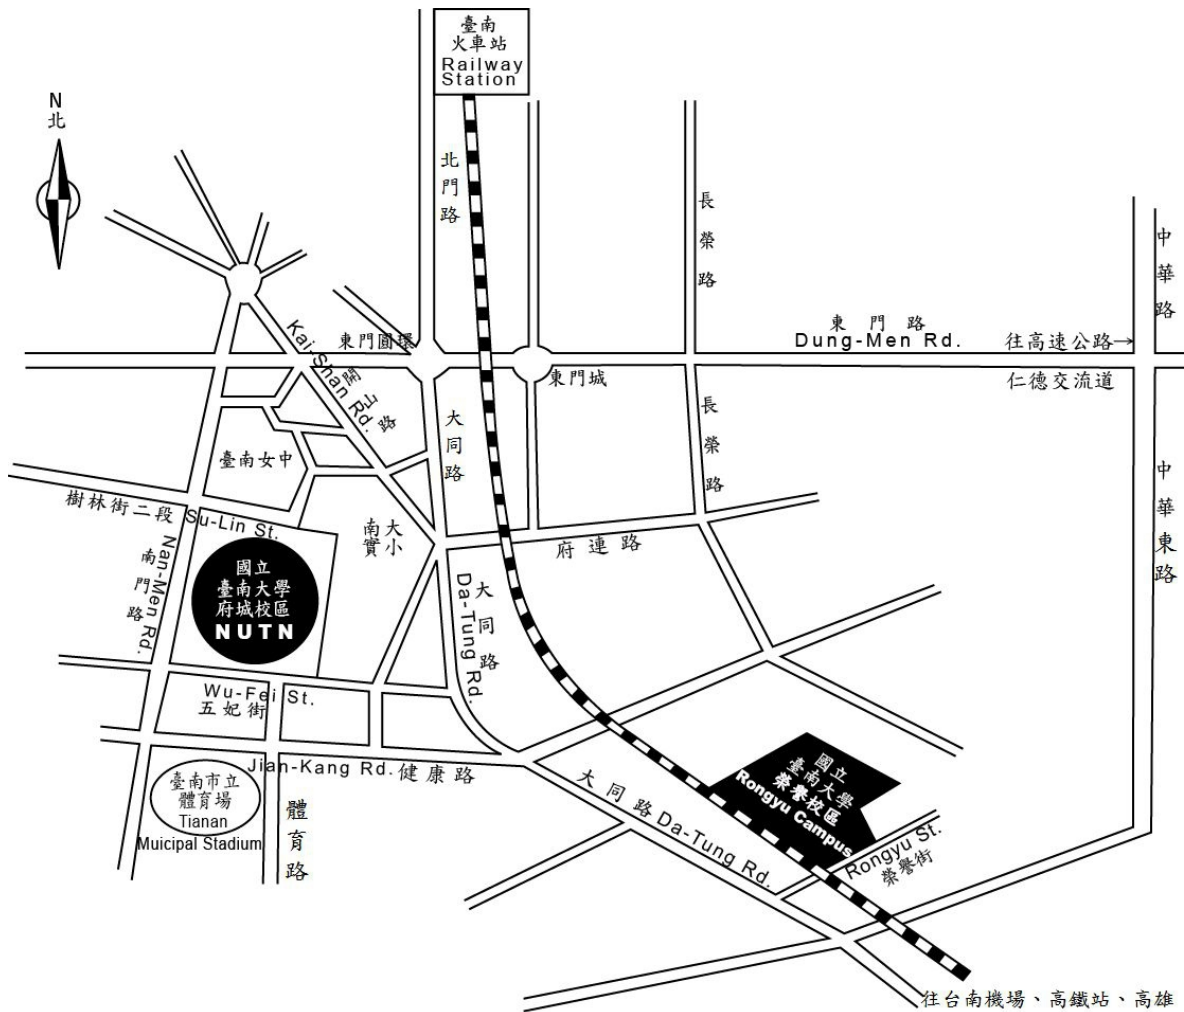 臺南
火車站
Railway
Station
N
北
北門路
長榮路
中華路
東門路
Dung-Men Rd.
往高速公路→
仁德交流道
東門圓環
東門城
Kai-Shan Rd.
開山路
大同路
長榮路
中華東路
臺南女中
樹林街二段
Su-Lin St.
南大
實小
府連路
Nan-Men Rd.
南門路
國立
臺南大學
府城校區
NUTN
大同路
Da-Tung Rd.
Wu-Fei St.
五妃街
Jian-Kang Rd. 健康路
臺南市立
體育場
Tianan
Muicipal Stadium
體育路
大同路 Da-Tung Rd.
國立
臺南大學
榮譽校區
Rongyu Campus
Rongyu St.
榮譽街
往台南機場、高鐵站、高雄